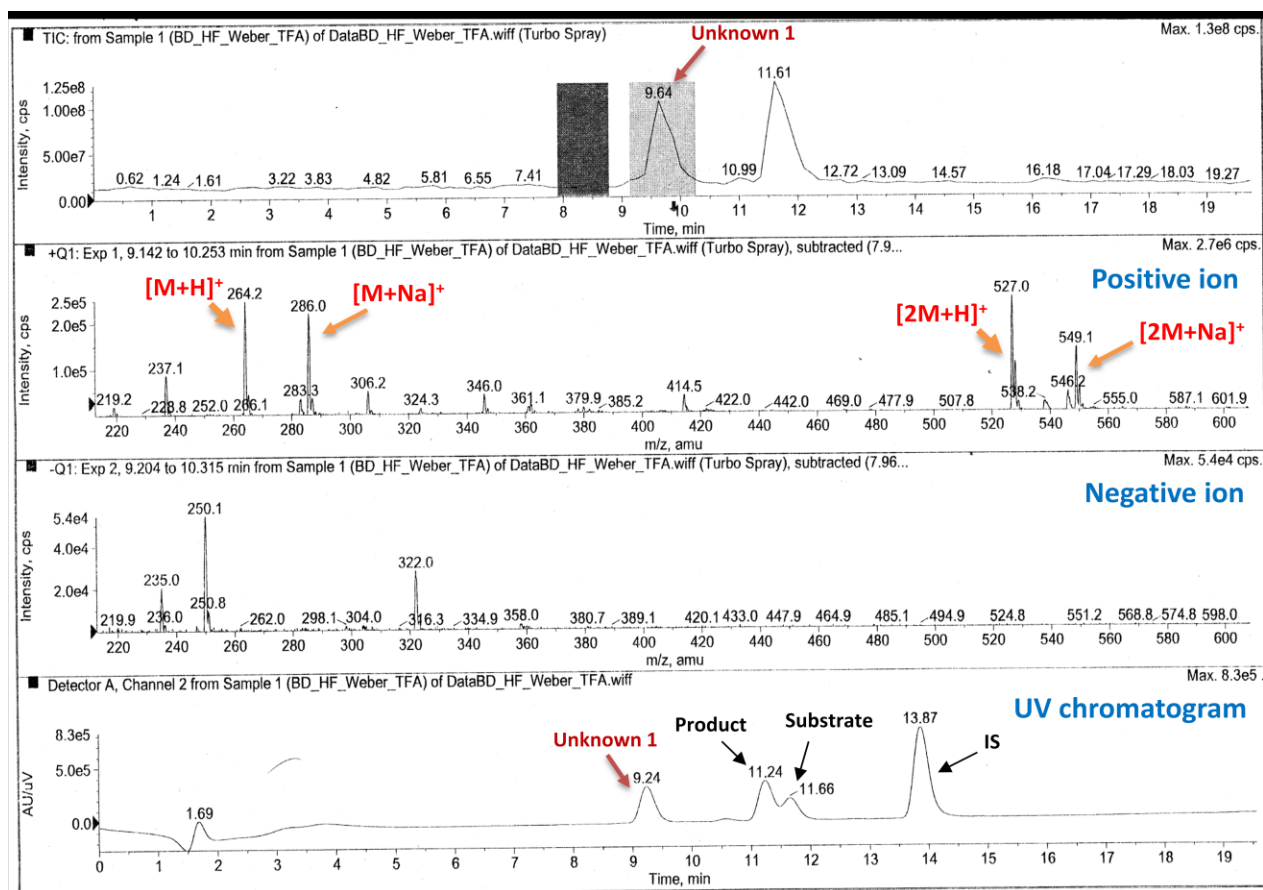 TIC: from Sample 1 (BD_HF_Weber_TFA) of DataBD_HF_Weber_TFA.wiff (Turbo Spray)
Unknown 1
Max. 1.3e8 cps.
Intensity, cps
1.25e8
1.00e8
5.00e7
0.00
0.62
1.24
1.61
3.22
3.83
4.82
5.81
6.55
7.41
9.64
10.99
11.61
12.72
13.09
14.57
16.18
17.04
17.29
18.03
19.27
1 2 3 4 5 6 7 8 9 10 11 12 13 14 15 16 17 18 19
Time, min
+Q1: Exp 1, 9.142 to 10.253 min from Sample 1 (BD_HF_Weber_TFA) of DataBD_HF_Weber_TFA.wiff (Turbo Spray), subtracted (7.9...
Max. 2.7e6 cps.
Positive ion
[M+H]+
[M+Na]+
[2M+H]+
[2M+Na]+
Intensity, cps
2.5e5
2.0e5
1.0e5
219.2
228.8
237.1
252.0
264.2
266.1
283.3
286.0
306.2
324.3
346.0
361.1
379.9
385.2
414.5
422.0
442.0
469.0
477.9
507.8
527.0
538.2
546.2
549.1
555.0
587.1
601.9
220 240 260 280 300 320 340 360 380 400 420 440 460 480 500 520 540 560 580 600
m/z, amu
-Q1: Exp 2, 9.204 to 10.315 min from Sample 1 (BD_HF_Weber_TFA) of DataBD_HF_Weber_TFA.wiff (Turbo Spray), subtracted (7.96...
Max. 5.4e4 cps.
Negative ion
Intensity, cps
5.4e4
4.0e4
2.0e4
219.9
235.0
236.0
250.1
250.8
262.0
298.1
304.0
316.3
322.0
334.9
358.0
380.7
389.1
420.1
433.0
447.9
464.9
485.1
494.9
524.8
551.2
568.8
574.8
598.0
220 240 260 280 300 320 340 360 380 400 420 440 460 480 500 520 540 560 580 600
m/z, amu
Detector A, Channel 2 from Sample 1 (BD_HF_Weber_TFA) of DataBD_HF_Weber_TFA.wiff
Max. 8.3e5
UV chromatogram
Unknown 1
Product
Substrate
IS
AU/uV
8.3e5
5.0e5
0.0
1.69
9.24
11.24
11.66
13.87
0 1 2 3 4 5 6 7 8 9 10 11 12 13 14 15 16 17 18 19
Time, min